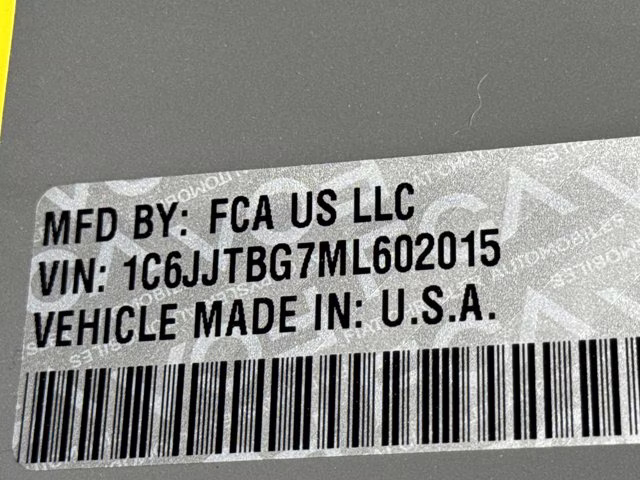 MFD BY: FCA US LLC
VIN: 1C6JJTBG7ML602015
VEHICLE MADE IN: U.S.A.